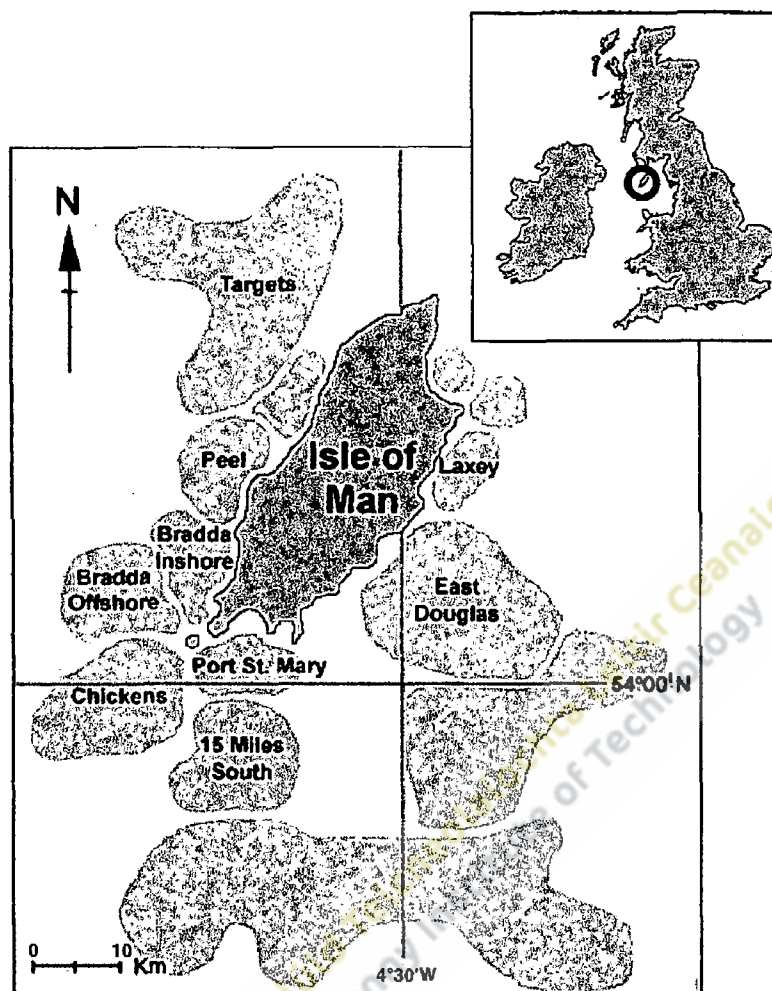 N
Targets
Peel
Isle of
Man
Laxey
Bradda
Inshore
Bradda
Offshore
East
Douglas
Port St. Mary
Chickens
54°00' N
15 Miles
South
0 10
Km
4°30'W